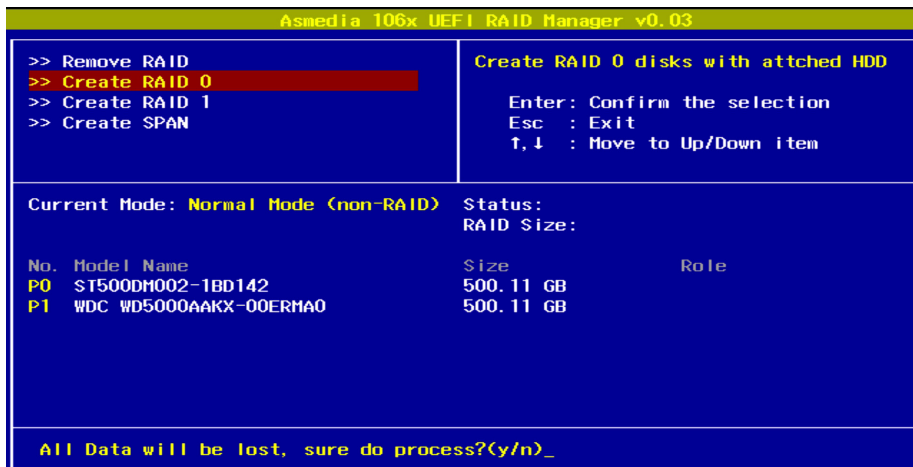 Asmedia 106x UEFI RAID Manager v0.03
>> Remove RAID
>> Create RAID 0
>> Create RAID 1
>> Create SPAN
Create RAID 0 disks with attched HDD
Enter: Confirm the selection
Esc : Exit
↑,↓ : Move to Up/Down item
Current Mode: Normal Mode (non-RAID) Status:
RAID Size:
No. Model Name Size Role
P0 ST500DM002-1BD142 500.11 GB
P1 WDC WD5000AAKX-00ERMA0 500.11 GB
All Data will be lost, sure do process?(y/n)_